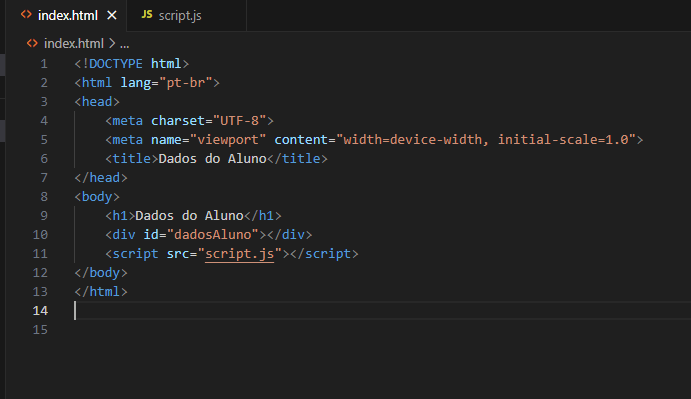 index.html
JS script.js
index.html > ...
1 <!DOCTYPE html>
2 <html lang="pt-br">
3 <head>
4     <meta charset="UTF-8">
5     <meta name="viewport" content="width=device-width, initial-scale=1.0">
6     <title>Dados do Aluno</title>
7 </head>
8 <body>
9     <h1>Dados do Aluno</h1>
10     <div id="dadosAluno"></div>
11     <script src="script.js"></script>
12 </body>
13 </html>
14
15